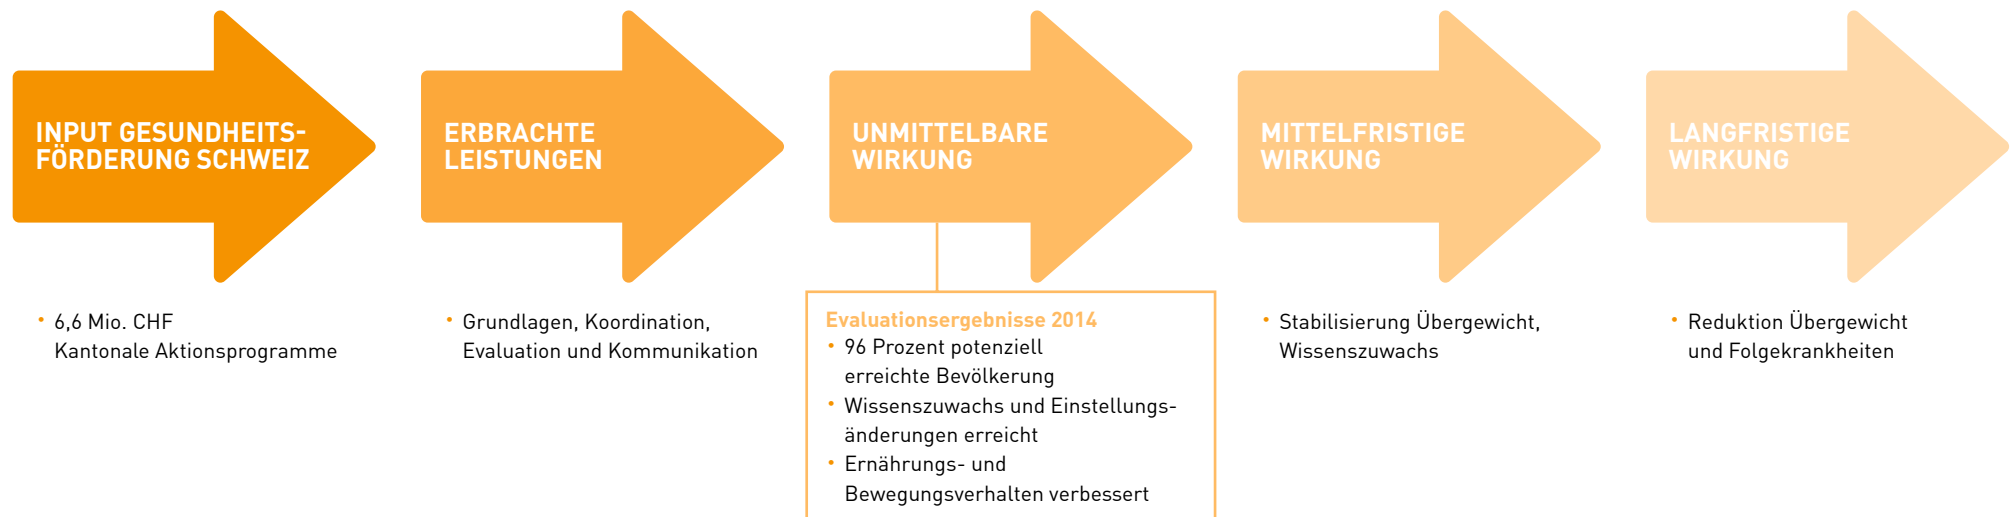 INPUT GESUNDHEITS-
FÖRDERUNG SCHWEIZ
• 6,6 Mio. CHF
Kantonale Aktionsprogramme
ERBRACHTE
LEISTUNGEN
• Grundlagen, Koordination,
Evaluation und Kommunikation
UNMITTELBARE
WIRKUNG
Evaluationsergebnisse 2014
• 96 Prozent potenziell
erreichte Bevölkerung
• Wissenszuwachs und Einstellungs-
änderungen erreicht
• Ernährungs- und
Bewegungsverhalten verbessert
MITTELFRISTIGE
WIRKUNG
• Stabilisierung Übergewicht,
Wissenszuwachs
LANGFRISTIGE
WIRKUNG
• Reduktion Übergewicht
und Folgekrankheiten